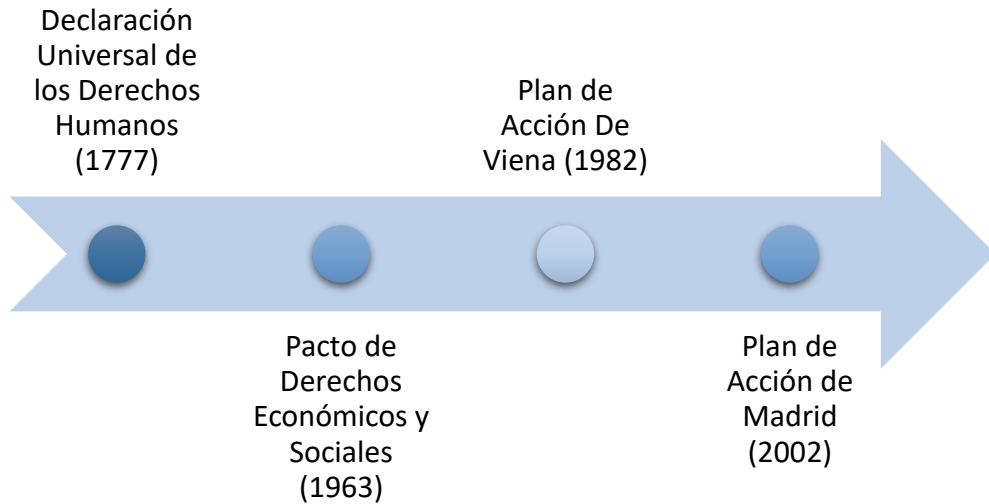 Declaración
Universal de
los Derechos
Humanos
(1777)
Pacto de
Derechos
Económicos y
Sociales
(1963)
Plan de
Acción De
Viena (1982)
Plan de
Acción de
Madrid
(2002)